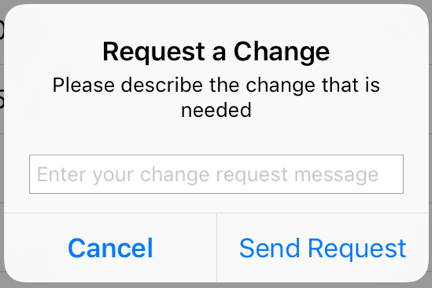 Request a Change
Please describe the change that is
needed
Enter your change request message
Cancel
Send Request